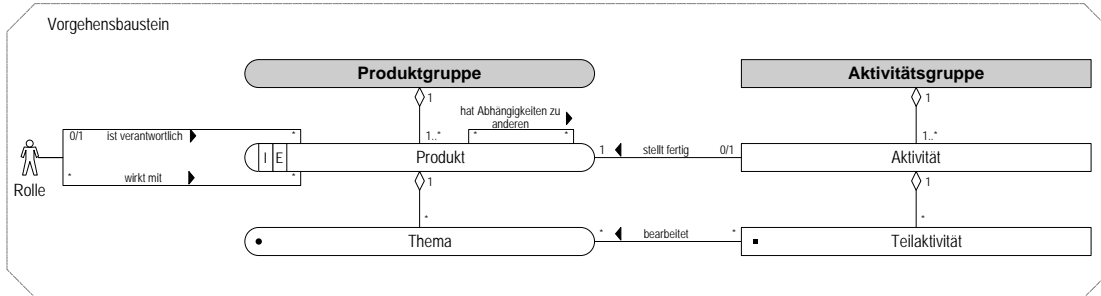 Vorgehensbaustein
Produktgruppe
Aktivitätsgruppe
1
hat Abhängigkeiten zu
anderen
1
0/1 ist verantwortlich *
1..*
* *
1..*
I E Produkt
1 stellt fertig 0/1
Aktivität
Rolle
* wirkt mit *
1
1
*
*
Thema
* bearbeitet *
Teilaktivität